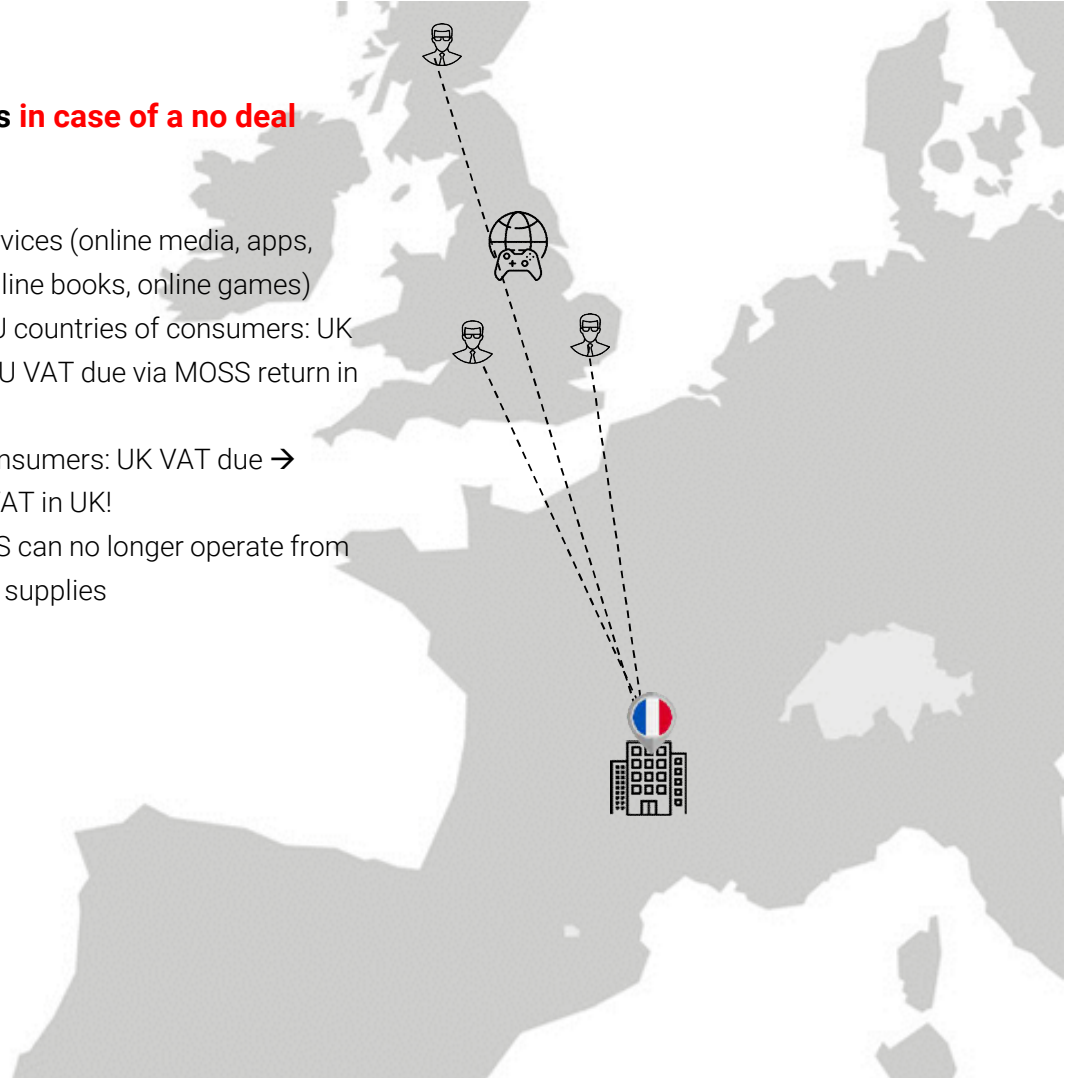 s in case of a no deal
vices (online media, apps,
line books, online games)
U countries of consumers: UK
U VAT due via MOSS return in
nsumers: UK VAT due →
VAT in UK!
S can no longer operate from
supplies